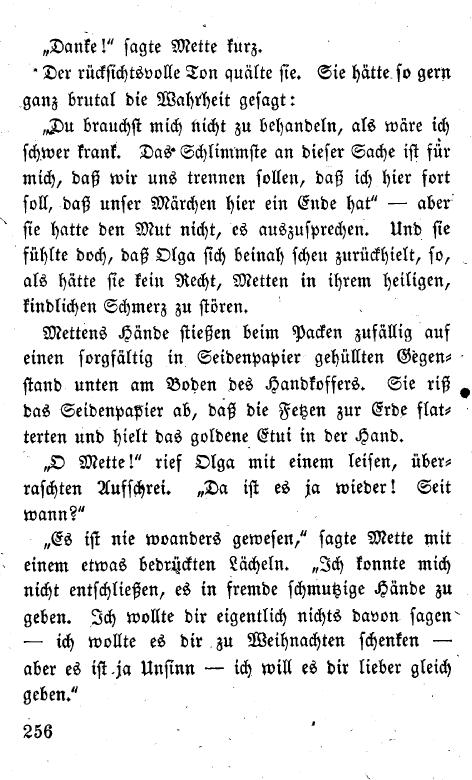 „Danke!“ sagte Mette kurz.
Der rücksichtsvolle Ton quälte sie. Sie hätte so gern
ganz brutal die Wahrheit gesagt:
„Du brauchst mich nicht zu behandeln, als wäre ich
schwer krank. Das Schlimmste an dieser Sache ist für
mich, daß wir uns trennen sollen, daß ich hier fort
soll, daß unser Märchen hier ein Ende hat“ — aber
sie hatte den Mut nicht, es auszusprechen. Und sie
fühlte doch, daß Olga sich beinah scheu zurückhielt, so,
als hätte sie kein Recht, Metten in ihrem heiligen,
kindlichen Schmerz zu stören.
Mettens Hände stießen beim Packen zufällig auf
einen sorgfältig in Seidenpapier gehüllten Gegen-
stand unten am Boden des Handkoffers. Sie riß
das Seidenpapier ab, daß die Fetzen zur Erde flat-
terten und hielt das goldene Etui in der Hand.
„O Mette!“ rief Olga mit einem leisen, über-
raschten Aufschrei. „Da ist es ja wieder! Seit
wann?“
„Es ist nie woanders gewesen,“ sagte Mette mit
einem etwas bedrückten Lächeln. „Ich konnte mich
nicht entschließen, es in fremde schmutzige Hände zu
geben. Ich wollte dir eigentlich nichts davon sagen
— ich wollte es dir zu Weihnachten schenken —
aber es ist ja Unsinn — ich will es dir lieber gleich
geben.“
256